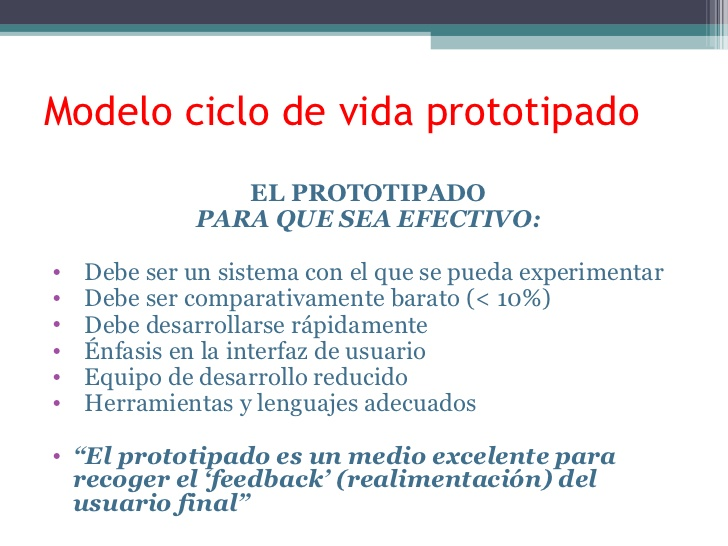 Modelo ciclo de vida prototipado
EL PROTOTIPADO
PARA QUE SEA EFECTIVO:
• Debe ser un sistema con el que se pueda experimentar
• Debe ser comparativamente barato (< 10%)
• Debe desarrollarse rápidamente
• Énfasis en la interfaz de usuario
• Equipo de desarrollo reducido
• Herramientas y lenguajes adecuados
• “El prototipado es un medio excelente para
recoger el ‘feedback’ (realimentación) del
usuario final”